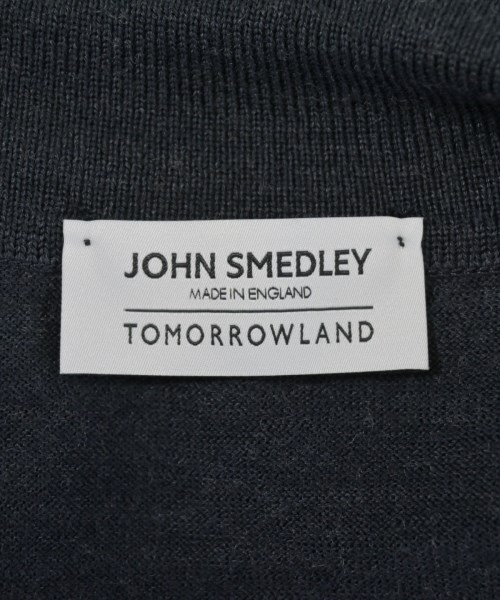 JOHN SMEDLEY
MADE IN ENGLAND
TOMORROWLAND